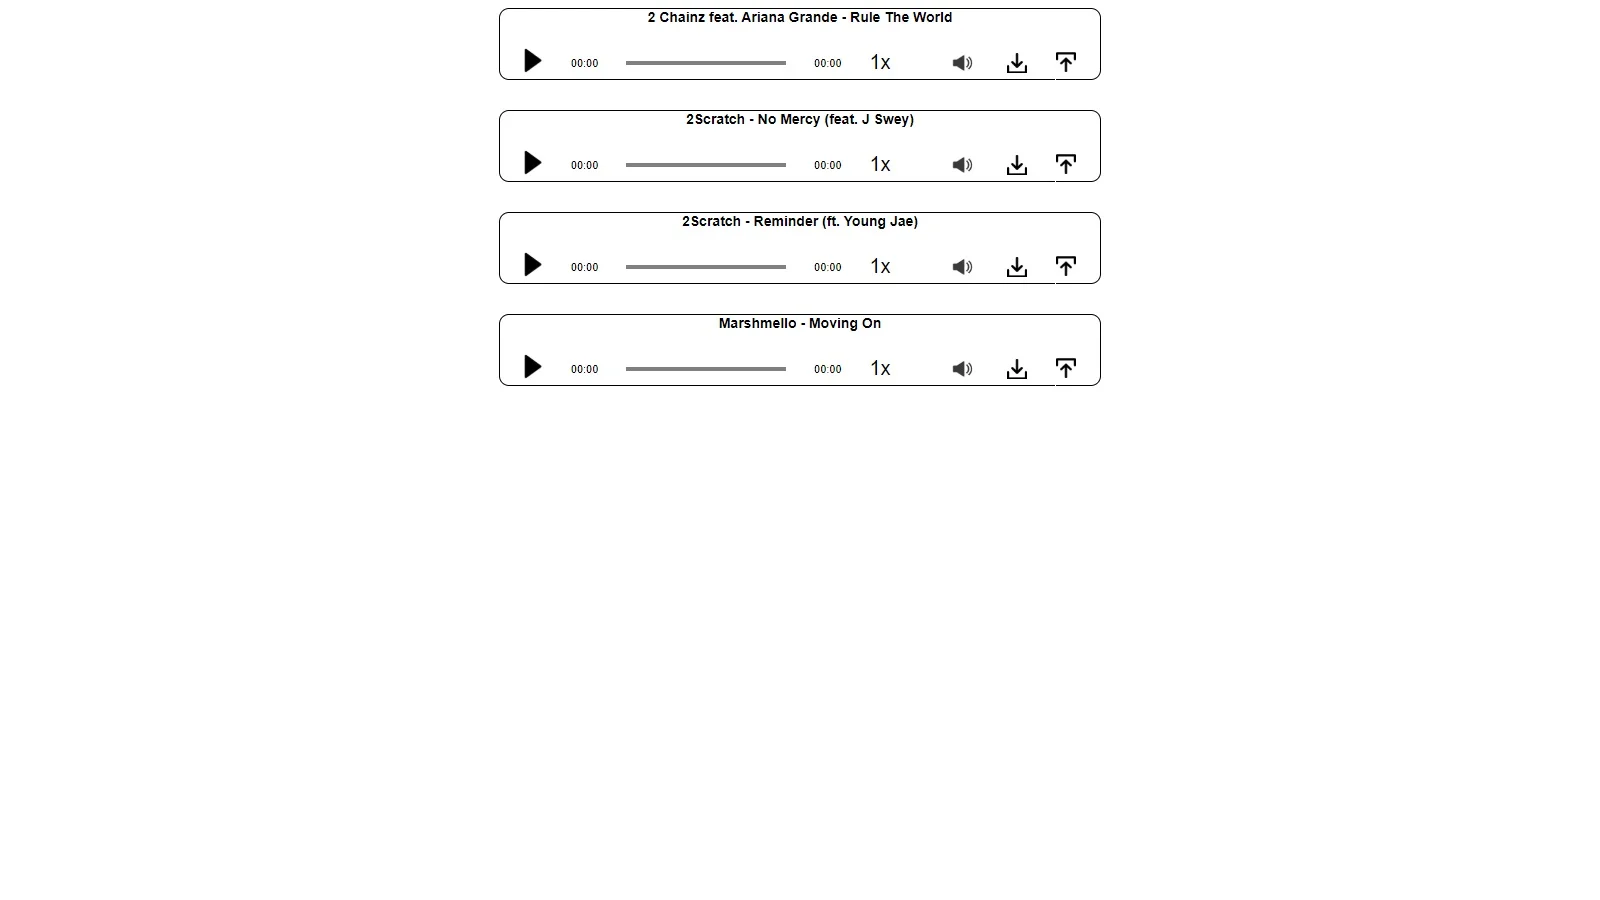 2 Chainz feat. Ariana Grande - Rule The World
00:00 00:00 1x
2Scratch - No Mercy (feat. J Swey)
00:00 00:00 1x
2Scratch - Reminder (ft. Young Jae)
00:00 00:00 1x
Marshmello - Moving On
00:00 00:00 1x